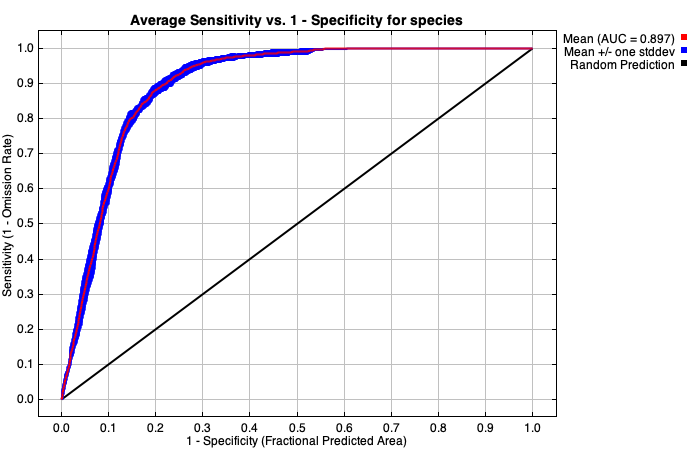 Average Sensitivity vs. 1 - Specificity for species
Mean (AUC = 0.897)
Mean +/- one stddev
Random Prediction
Sensitivity (1 - Omission Rate)
1.0
0.9
0.8
0.7
0.6
0.5
0.4
0.3
0.2
0.1
0.0
0.0 0.1 0.2 0.3 0.4 0.5 0.6 0.7 0.8 0.9 1.0
1 - Specificity (Fractional Predicted Area)